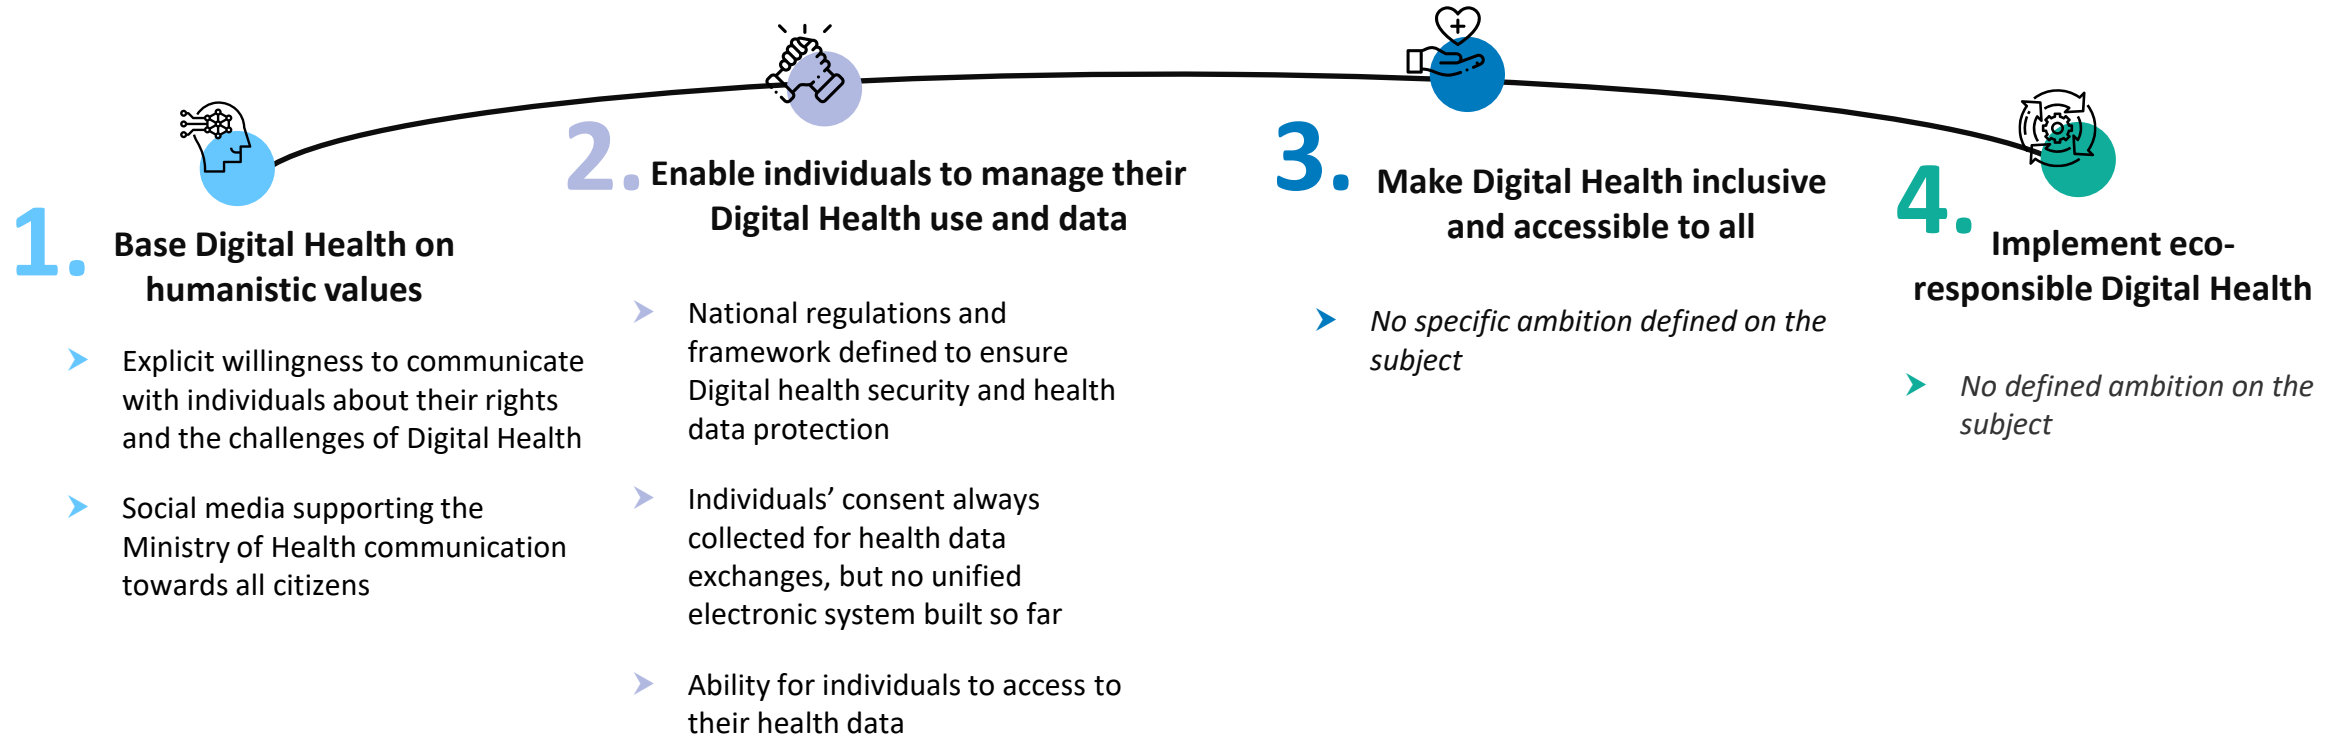 1.
Base Digital Health on
humanistic values
Explicit willingness to communicate
with individuals about their rights
and the challenges of Digital Health
Social media supporting the
Ministry of Health communication
towards all citizens
2.
Enable individuals to manage their
Digital Health use and data
National regulations and
framework defined to ensure
Digital health security and health
data protection
Individuals’ consent always
collected for health data
exchanges, but no unified
electronic system built so far
Ability for individuals to access to
their health data
3.
Make Digital Health inclusive
and accessible to all
No specific ambition defined on the
subject
4.
Implement eco-
responsible Digital Health
No defined ambition on the
subject